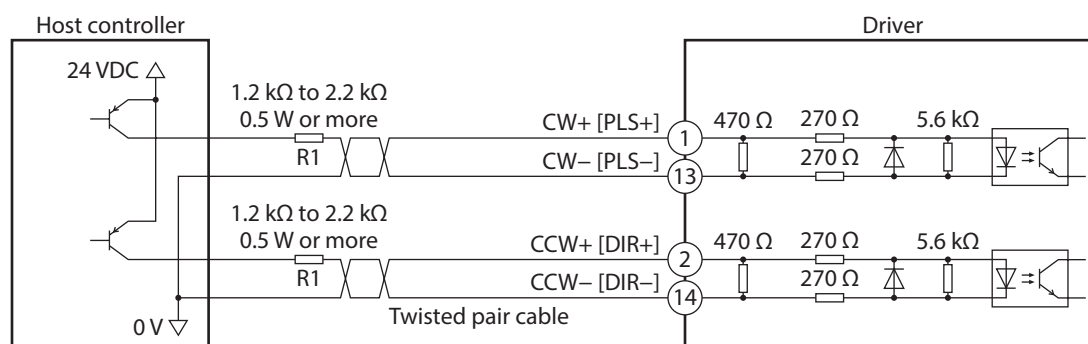 Host controller
Driver
24 VDC
1.2 kΩ to 2.2 kΩ
0.5 W or more
R1
CW+ [PLS+]
CW− [PLS−]
1
13
470 Ω
270 Ω
270 Ω
5.6 kΩ
1.2 kΩ to 2.2 kΩ
0.5 W or more
R1
CCW+ [DIR+]
CCW− [DIR−]
2
14
470 Ω
270 Ω
270 Ω
5.6 kΩ
Twisted pair cable
0 V